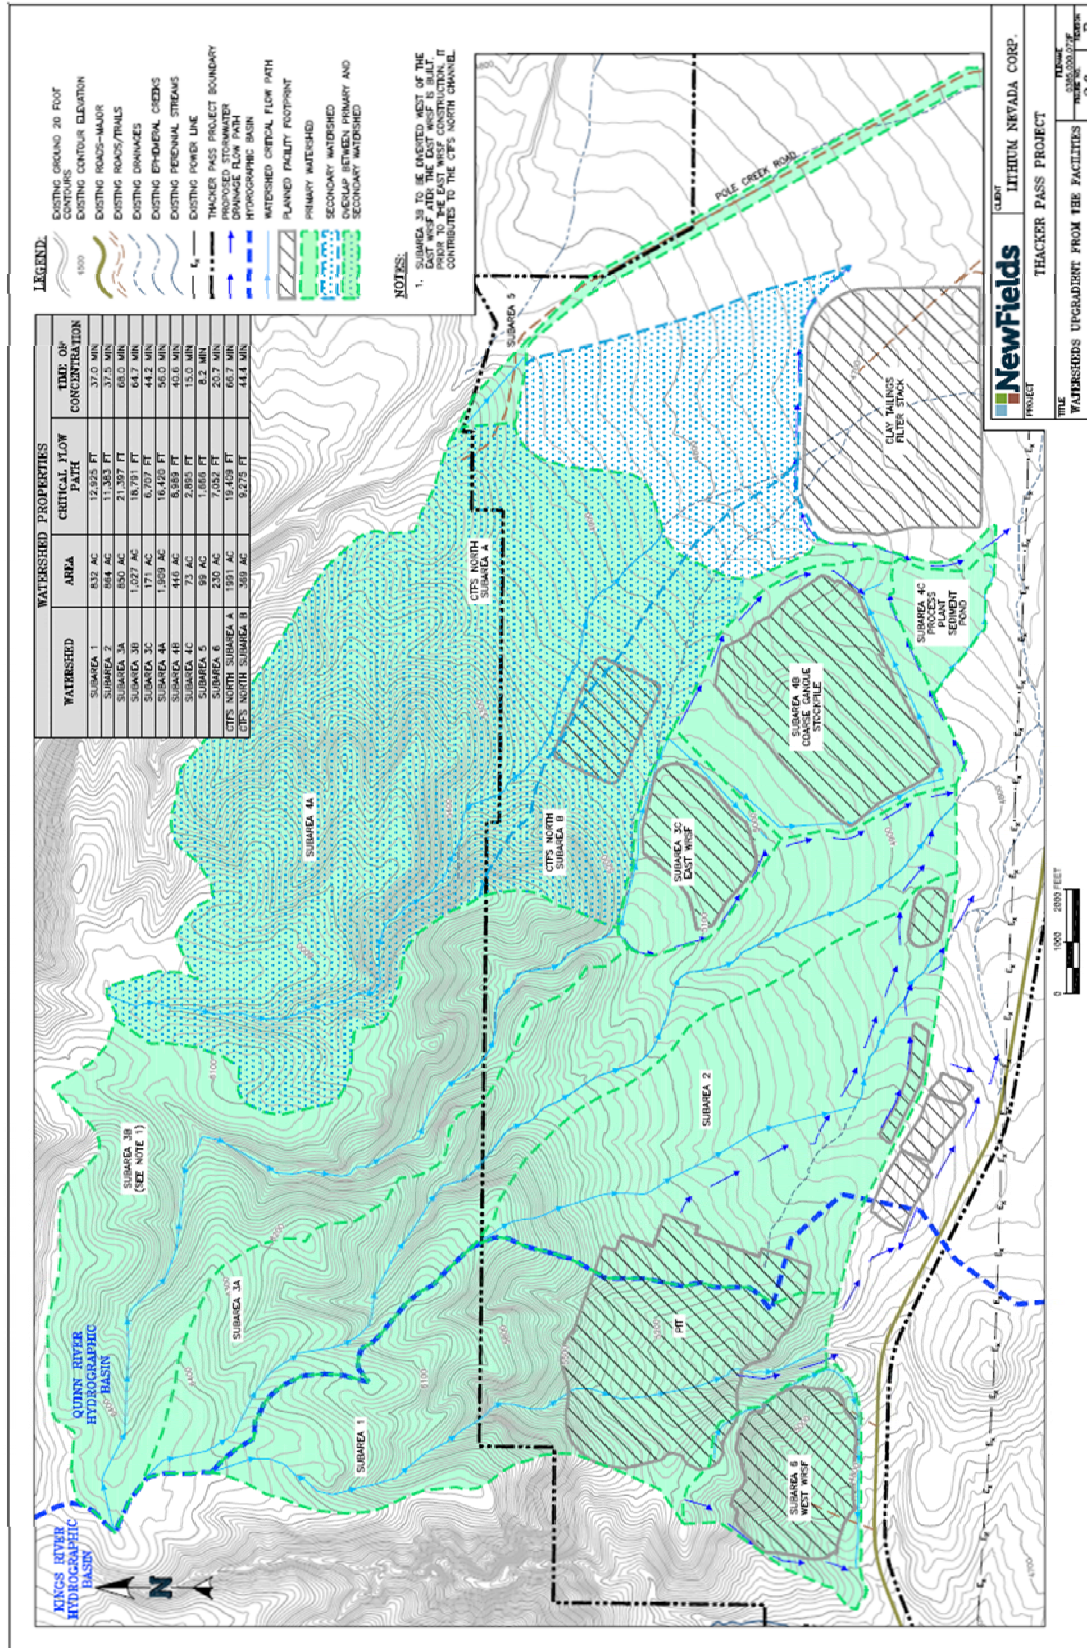 LEGEND:
EXISTING GROUND 20 FOOT
CONTOURS
EXISTING CONTOUR ELEVATION
6500
EXISTING ROADS-MAJOR
EXISTING ROADS/TRAILS
EXISTING DRAINAGES
EXISTING EPHEMERAL CREEKS
EXISTING PERENNIAL STREAMS
EXISTING POWER LINE
THACKER PASS PROJECT BOUNDARY
PROPOSED STORMWATER
DRAINAGE FLOW PATH
HYDROGRAPHIC BASIN
WATERSHED CRITICAL FLOW PATH
PLANNED FACILITY FOOTPRINT
PRIMARY WATERSHED
SECONDARY WATERSHED
OVERLAP BETWEEN PRIMARY AND
SECONDARY WATERSHED
NOTES:
1. SUBAREA 3B TO BE DIVERTED WEST OF THE
EAST WRSF ATER THE EAST WRSF IS BUILT.
PRIOR TO THE EAST WRSF CONSTRUCTION, IT
CONTRIBUTES TO THE CTFS NORTH CHANNEL.
WATERSHED PROPERTIES
WATERSHED AREA CRITICAL FLOW PATH TIME OF CONCENTRATION
SUBAREA 1 832 AC 12,925 FT 37.0 MIN
SUBAREA 2 864 AC 11,383 FT 37.5 MIN
SUBAREA 3A 850 AC 21,397 FT 68.0 MIN
SUBAREA 3B 1,027 AC 18,791 FT 64.7 MIN
SUBAREA 3C 171 AC 6,707 FT 44.2 MIN
SUBAREA 4A 1,909 AC 16,420 FT 56.0 MIN
SUBAREA 4B 446 AC 8,989 FT 40.6 MIN
SUBAREA 4C 73 AC 2,895 FT 15.0 MIN
SUBAREA 5 99 AC 1,666 FT 8.2 MIN
SUBAREA 6 230 AC 7,052 FT 20.7 MIN
CTFS NORTH SUBAREA A 1991 AC 19,409 FT 66.7 MIN
CTFS NORTH SUBAREA B 369 AC 9,275 FT 44.4 MIN
KINGS RIVER
HYDROGRAPHIC
BASIN
N
QUINN RIVER
HYDROGRAPHIC
BASIN
SUBAREA 3B
(SEE NOTE 1)
SUBAREA 3A
SUBAREA 1
SUBAREA 4A
CTFS NORTH
SUBAREA A
SUBAREA 5
POLE CREEK ROAD
CTFS NORTH
SUBAREA B
SUBAREA 3C
EAST WRSF
SUBAREA 2
PIT
SUBAREA 6
WEST WRSF
SUBAREA 4B
COARSE GANGUE
STOCKPILE
CLAY TAILINGS
FILTER STACK
SUBAREA 4C
PROCESS
PLANT
SEDIMENT
POND
0 1000 2000 FEET
NewFields
CLIENT
LITHIUM NEVADA CORP.
PROJECT
THACKER PASS PROJECT
TITLE
WATERSHEDS UPGRADIENT FROM THE FACILITIES